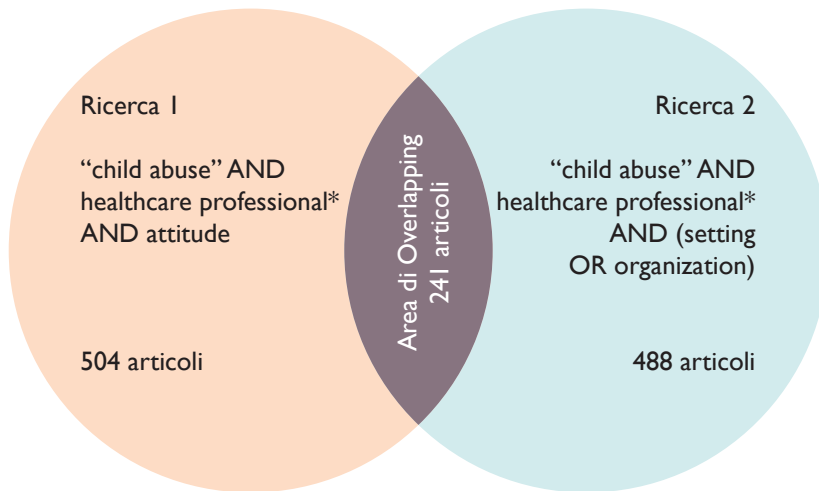 Ricerca 1
“child abuse” AND
healthcare professional*
AND attitude
504 articoli
Area di Overlapping
241 articoli
Ricerca 2
“child abuse” AND
healthcare professional*
AND (setting
OR organization)
488 articoli